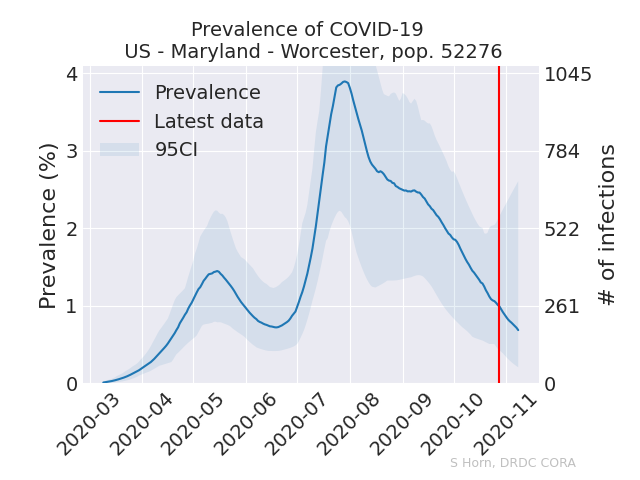 Prevalence of COVID-19
US - Maryland - Worcester, pop. 52276
Prevalence
Latest data
95CI
Prevalence (%)
4
3
2
1
0
1045
784
522
261
0
# of infections
2020-03
2020-04
2020-05
2020-06
2020-07
2020-08
2020-09
2020-10
2020-11
S Horn, DRDC CORA